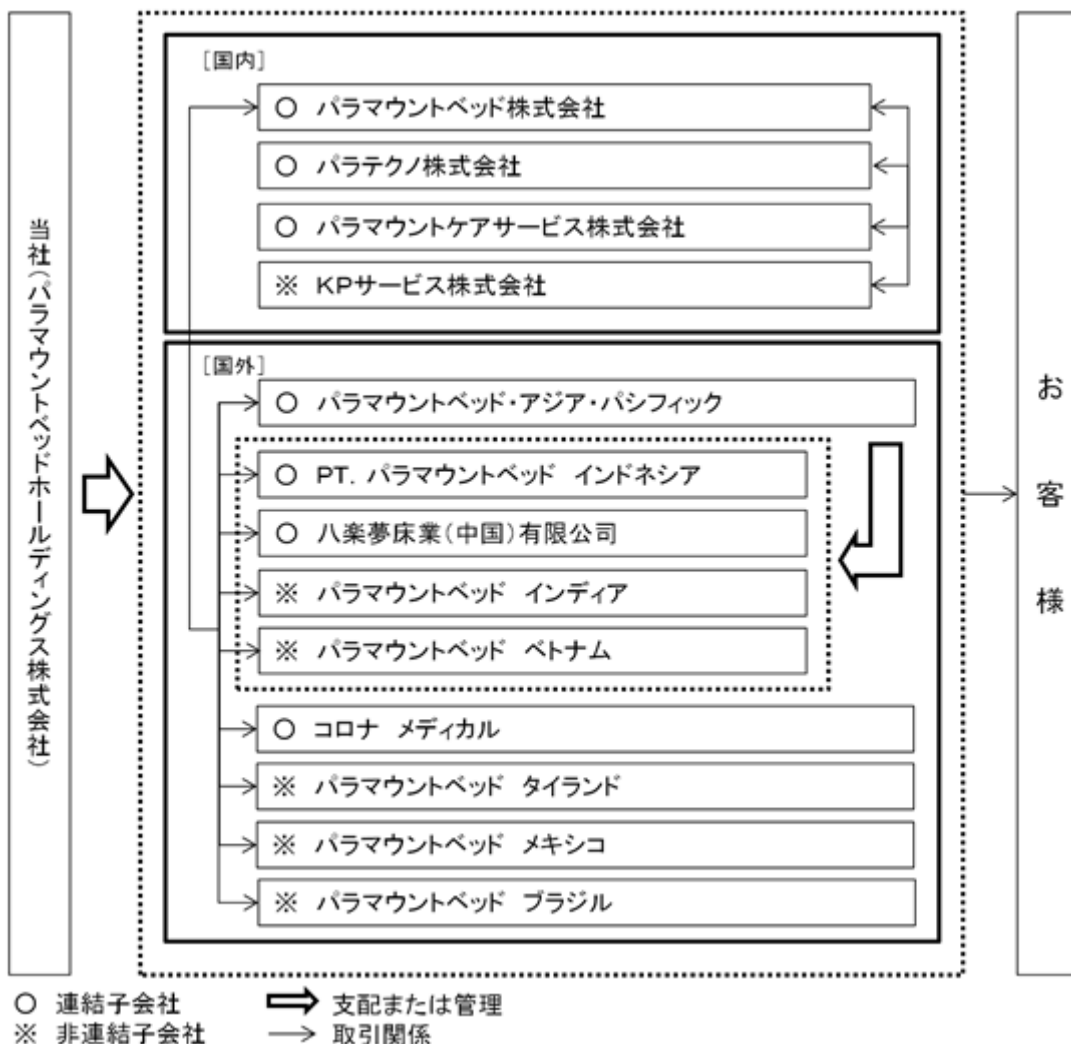 当社(パラマウントベッドホールディングス株式会社)
[国内]
○ パラマウントベッド株式会社
○ パラテクノ株式会社
○ パラマウントケアサービス株式会社
※ KPサービス株式会社
[国外]
○ パラマウントベッド・アジア・パシフィック
○ PT. パラマウントベッド インドネシア
○ 八楽夢床業(中国)有限公司
※ パラマウントベッド インディア
※ パラマウントベッド ベトナム
○ コロナ メディカル
※ パラマウントベッド タイランド
※ パラマウントベッド メキシコ
※ パラマウントベッド ブラジル
お客様
○ 連結子会社
※ 非連結子会社
支配または管理
取引関係